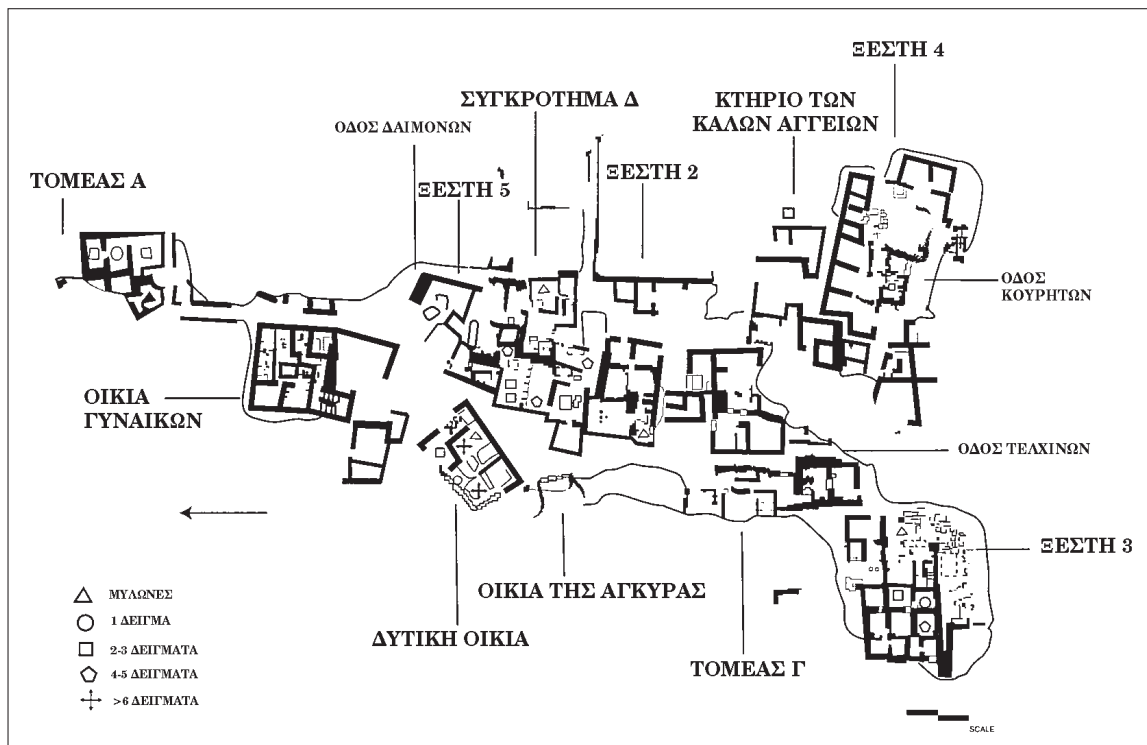 ΞΕΣΤΗ 4
ΣΥΓΚΡΟΤΗΜΑ Δ
ΚΤΗΡΙΟ ΤΩΝ
ΚΑΛΩΝ ΑΓΓΕΙΩΝ
ΟΔΟΣ ΔΑΙΜΟΝΩΝ
ΤΟΜΕΑΣ Α
ΞΕΣΤΗ 5
ΞΕΣΤΗ 2
ΟΔΟΣ
ΚΟΥΡΗΤΩΝ
ΟΙΚΙΑ
ΓΥΝΑΙΚΩΝ
ΟΔΟΣ ΤΕΛΧΙΝΩΝ
ΞΕΣΤΗ 3
ΟΙΚΙΑ ΤΗΣ ΑΓΚΥΡΑΣ
ΔΥΤΙΚΗ ΟΙΚΙΑ
ΤΟΜΕΑΣ Γ
ΜΥΛΩΝΕΣ
1 ΔΕΙΓΜΑ
2-3 ΔΕΙΓΜΑΤΑ
4-5 ΔΕΙΓΜΑΤΑ
>6 ΔΕΙΓΜΑΤΑ
SCALE